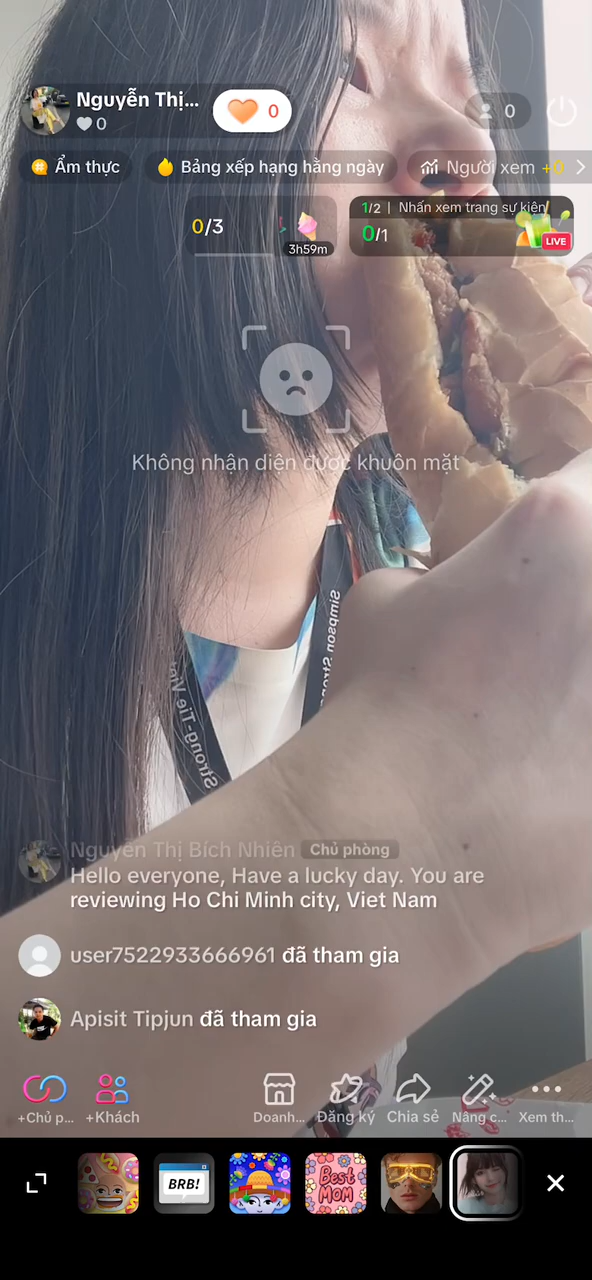 Nguyễn Thị...
0
0
0
Ẩm thực
Bảng xếp hạng hằng ngày
Người xem +0
0/3
3h59m
1/2 | Nhấn xem trang sự kiện
0/1
LIVE
Không nhận diện được khuôn mặt
Simpson
Strong-Tie
Nguyễn Thị Bích Nhiên Chủ phòng
Hello everyone, Have a lucky day. You are
reviewing Ho Chi Minh city, Viet Nam
user7522933666961 đã tham gia
Apisit Tipjun đã tham gia
+Chủ p...
+Khách
Doanh...
Đăng ký
Chia sẻ
Nâng c...
Xem th...
BRB!
Best
MOM